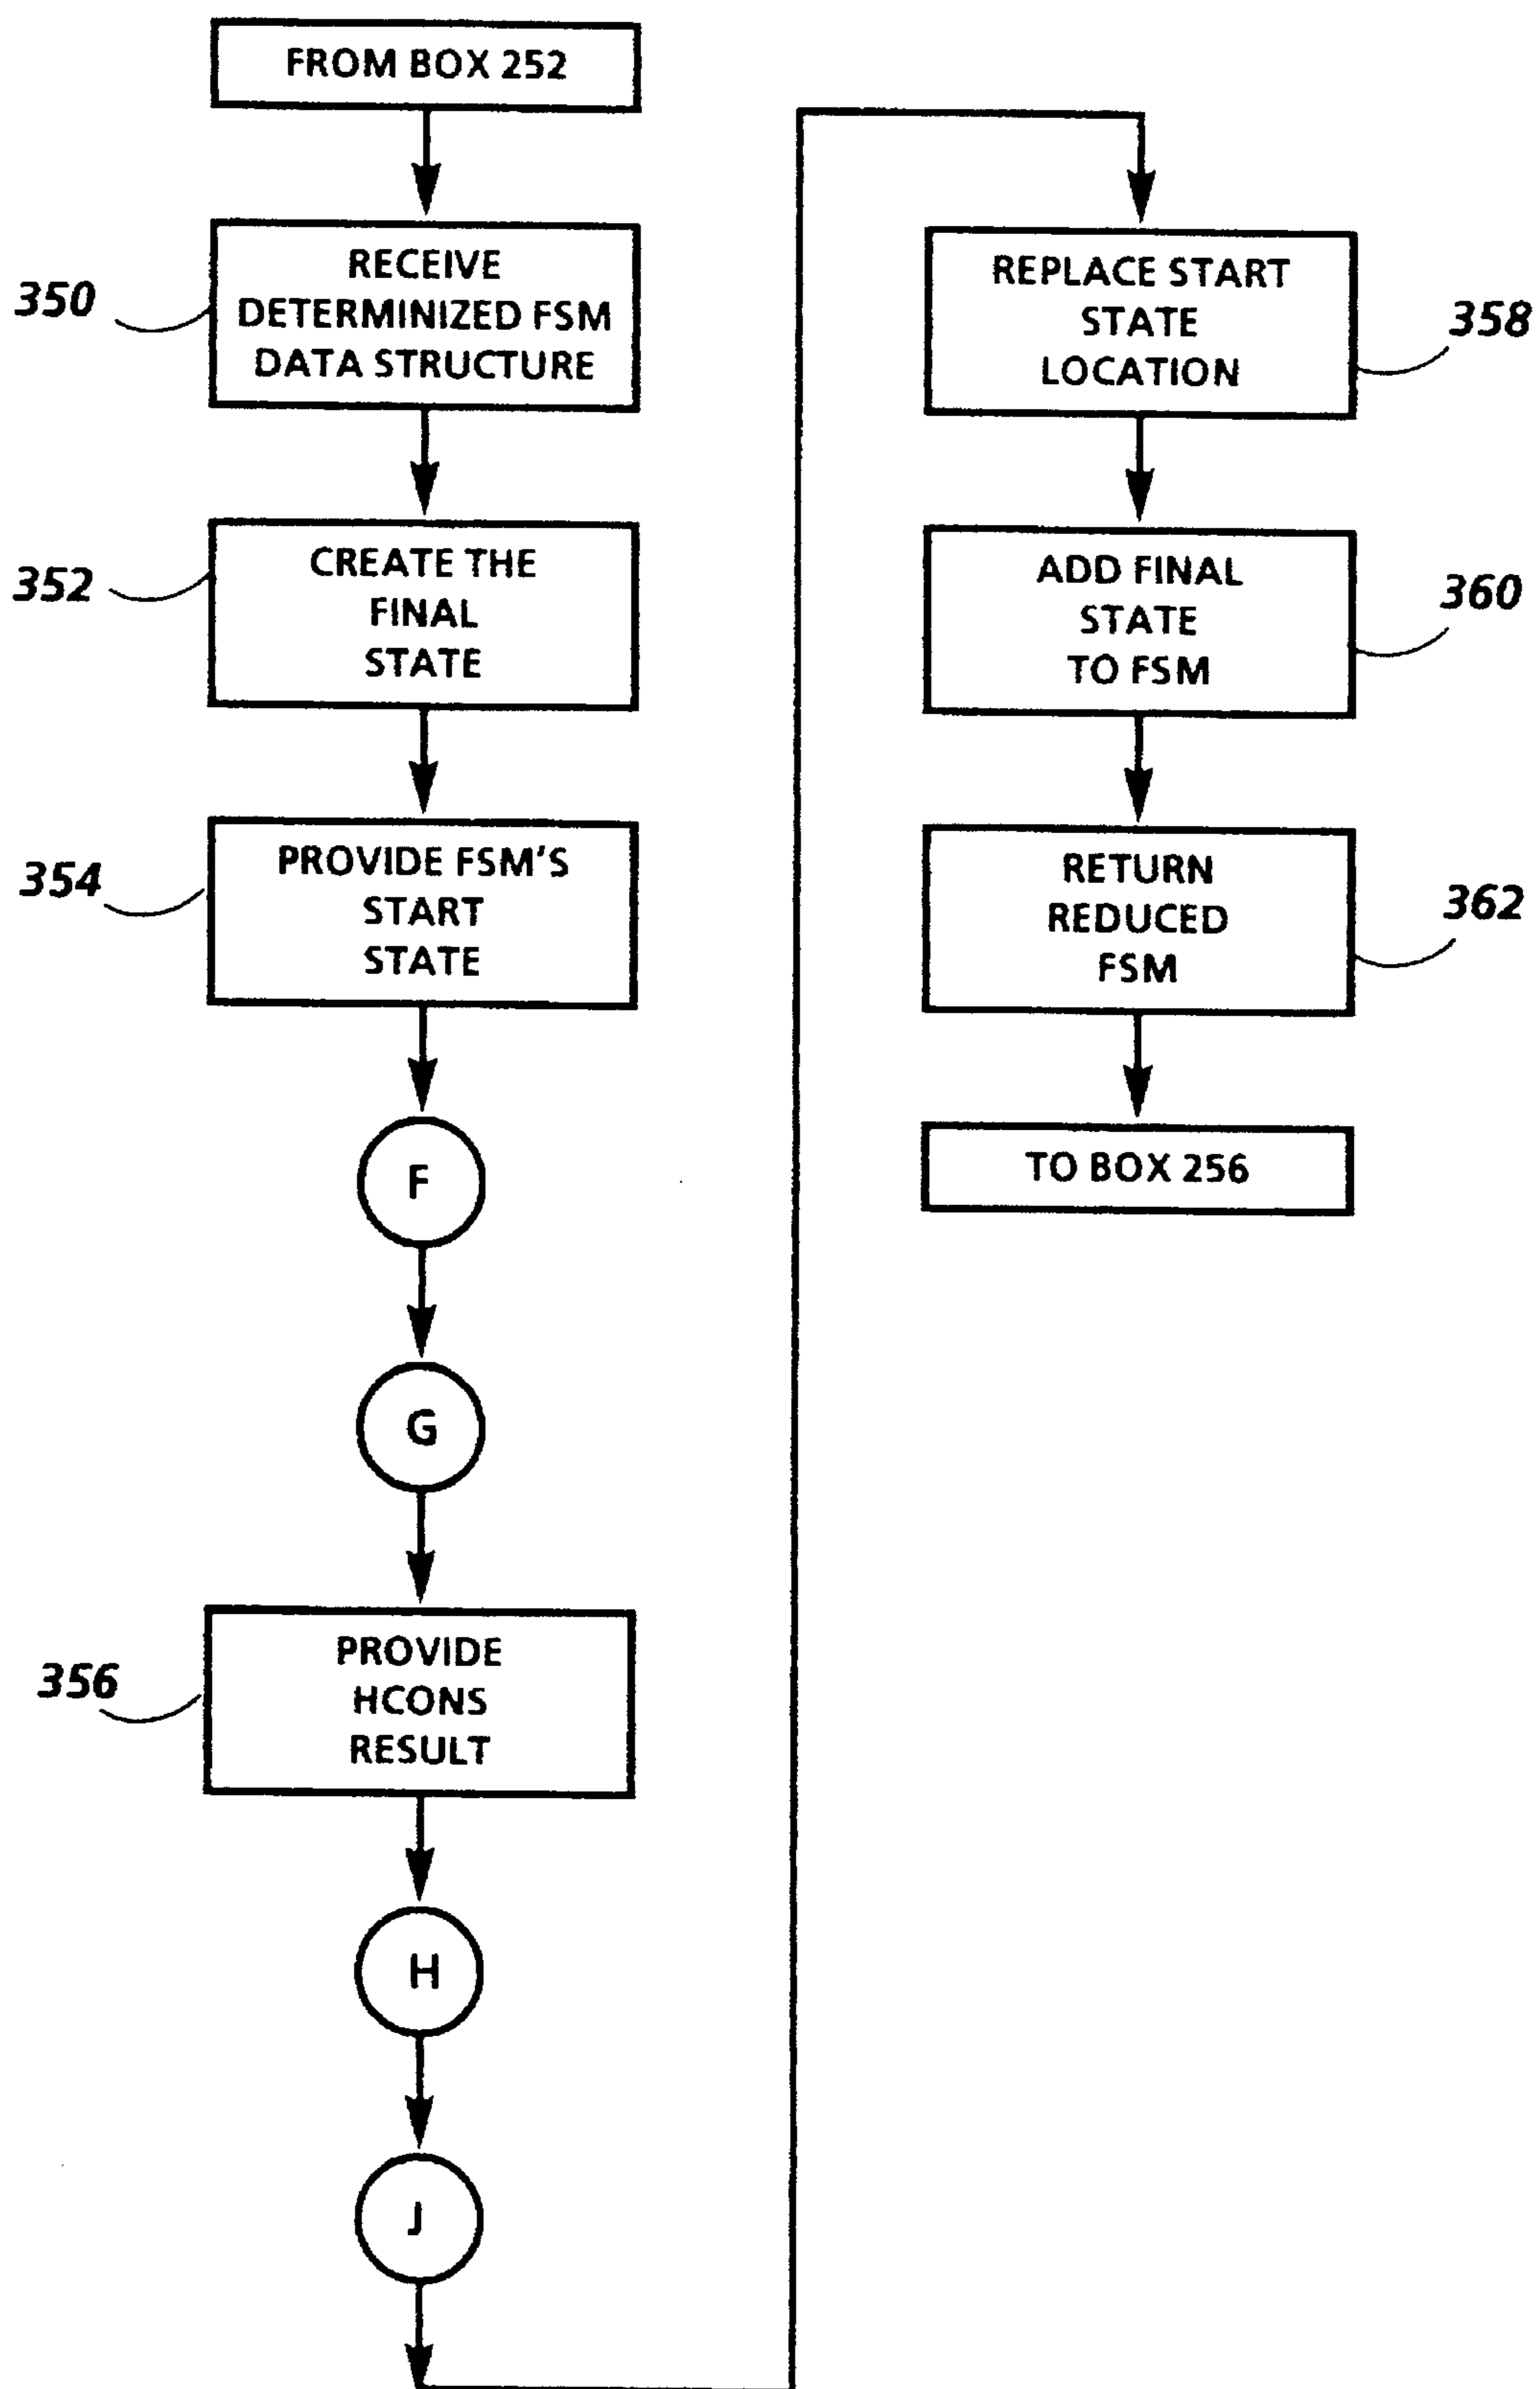 FROM BOX 252
350
RECEIVE
DETERMINIZED FSM
DATA STRUCTURE
352
CREATE THE
FINAL
STATE
354
PROVIDE FSM'S
START
STATE
F
G
356
PROVIDE
HCONS
RESULT
H
J
REPLACE START
STATE
LOCATION
358
ADD FINAL
STATE
TO FSM
360
RETURN
REDUCED
FSM
362
TO BOX 256